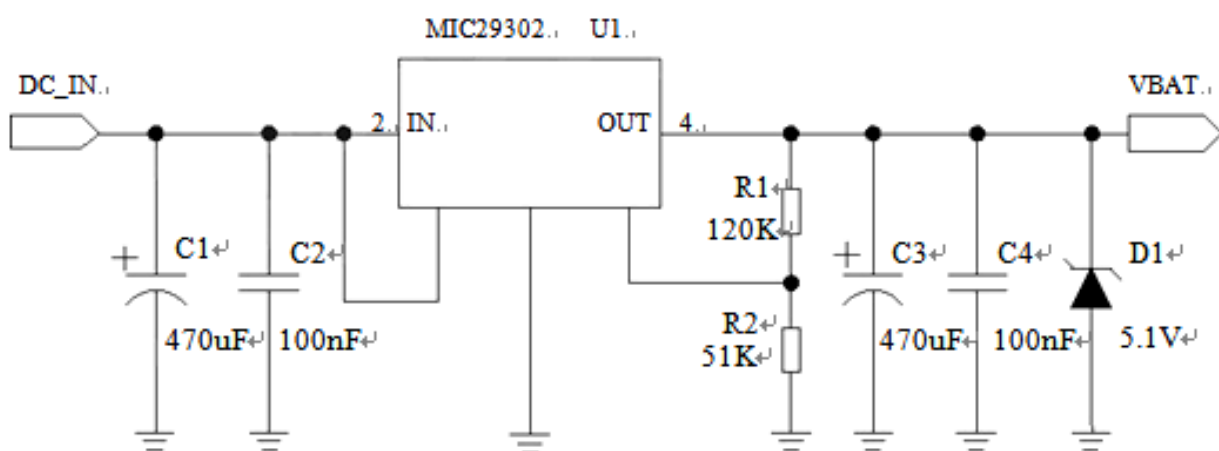 MIC29302. U1.
DC_IN.
VBAT.
2. IN. OUT 4.
R1↵
120K↵
C1↵ C2↵ C3↵ C4↵ D1↵
R2↵
470uF↵ 100nF↵ 51K↵ 470uF↵ 100nF↵ 5.1V↵